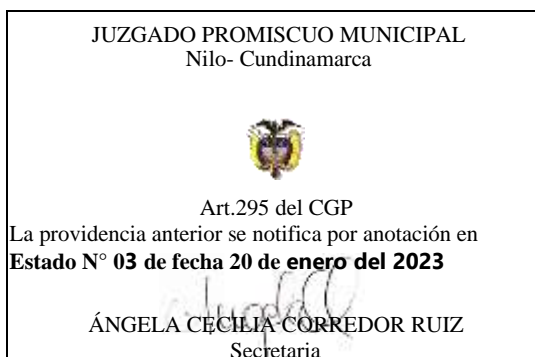 JUZGADO PROMISCUO MUNICIPAL
Nilo- Cundinamarca
Art.295 del CGP
La providencia anterior se notifica por anotación en
Estado N° 03 de fecha 20 de enero del 2023
ÁNGELA CECILIA CORREDOR RUIZ
Secretaria